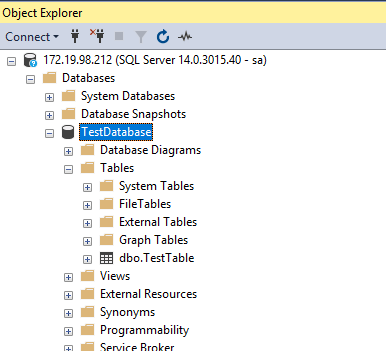 Object Explorer
Connect
172.19.98.212 (SQL Server 14.0.3015.40 - sa)
Databases
System Databases
Database Snapshots
TestDatabase
Database Diagrams
Tables
System Tables
FileTables
External Tables
Graph Tables
dbo.TestTable
Views
External Resources
Synonyms
Programmability
Service Broker